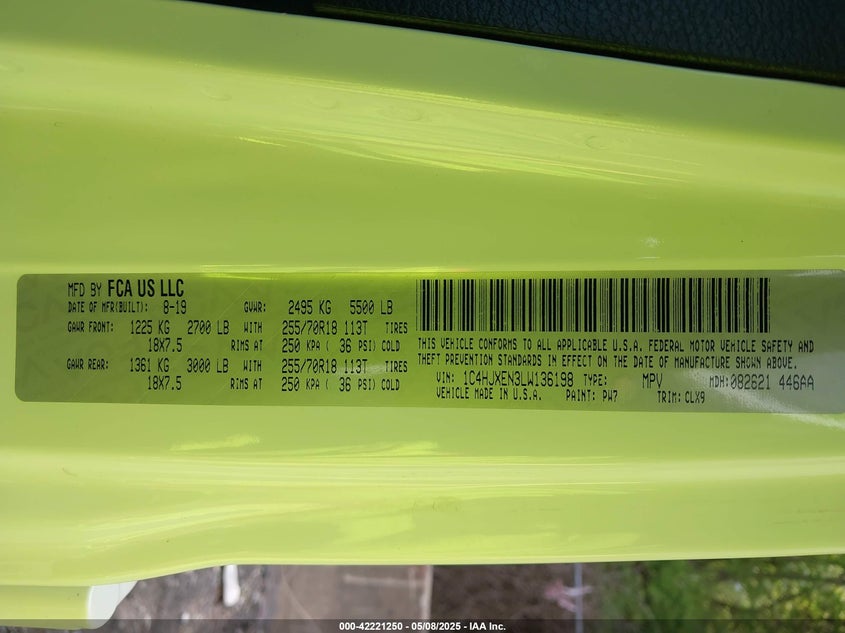 MFD BY FCA US LLC
DATE OF MFR(BUILT): 8-19 GVWR: 2495 KG 5500 LB
GAWR FRONT: 1225 KG 2700 LB WITH 255/70R18 113T TIRES
18X7.5 RIMS AT 250 KPA ( 36 PSI) COLD
GAWR REAR: 1361 KG 3000 LB WITH 255/70R18 113T TIRES
18X7.5 RIMS AT 250 KPA ( 36 PSI) COLD
THIS VEHICLE CONFORMS TO ALL APPLICABLE U.S.A. FEDERAL MOTOR VEHICLE SAFETY AND
THEFT PREVENTION STANDARDS IN EFFECT ON THE DATE OF MANUFACTURE SHOWN ABOVE.
VIN: 1C4HJXEN3LW136198 TYPE: MPV MDH:082621 446AA
VEHICLE MADE IN U.S.A. PAINT: PW7 TRIM: CLX9
000-42221250 - 05/08/2025 - IAA Inc.